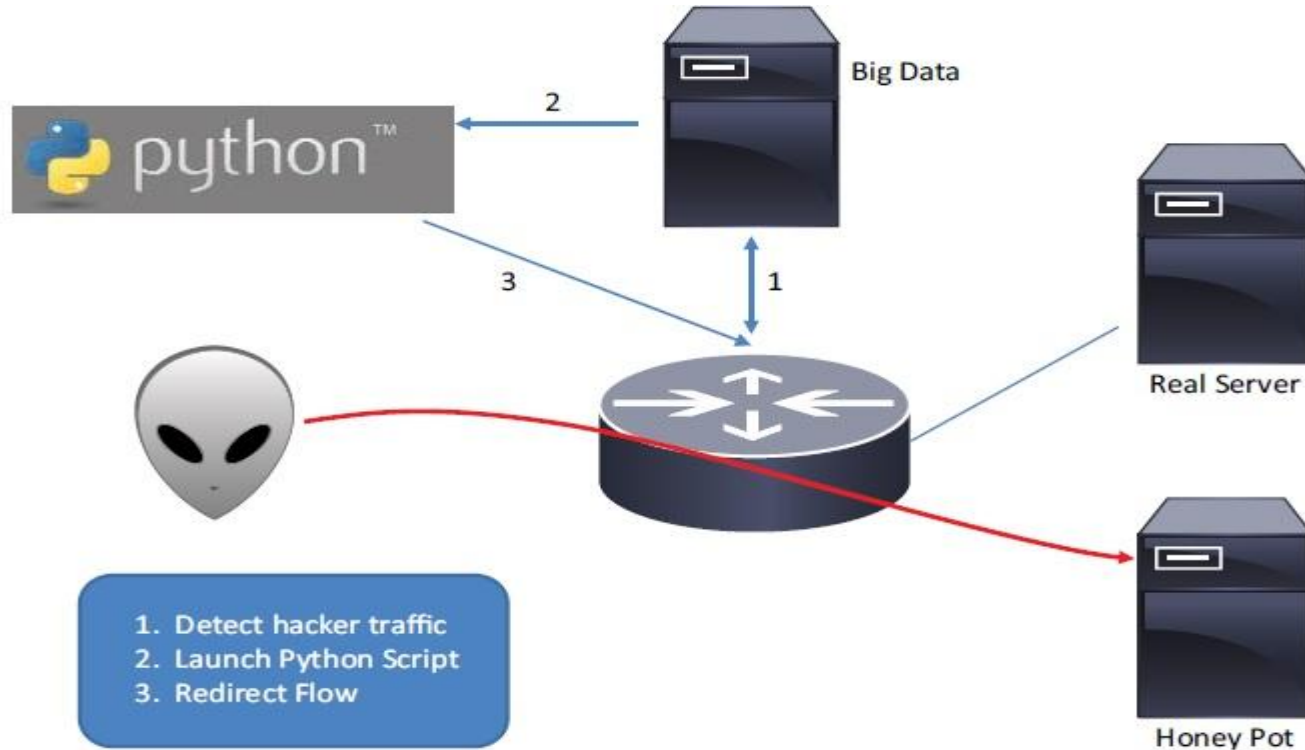 Big Data
2
python™
1
3
Real Server
1. Detect hacker traffic
2. Launch Python Script
3. Redirect Flow
Honey Pot